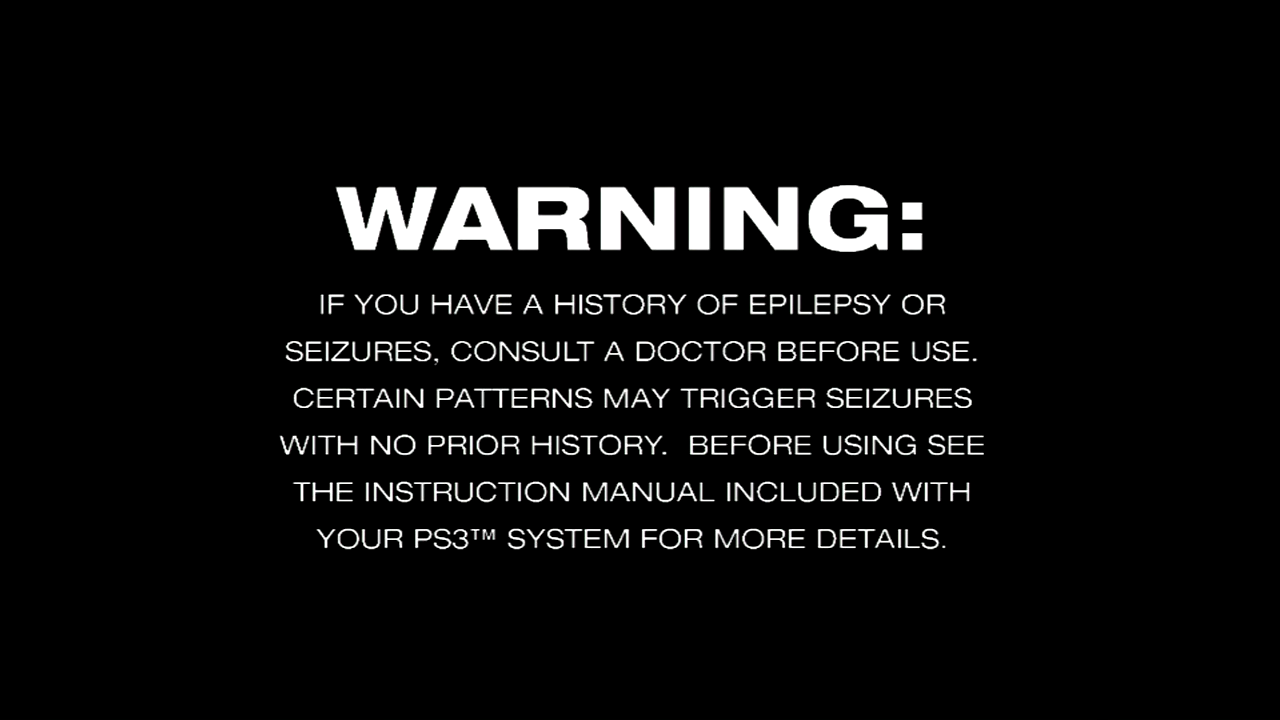 WARNING:
IF YOU HAVE A HISTORY OF EPILEPSY OR
SEIZURES, CONSULT A DOCTOR BEFORE USE.
CERTAIN PATTERNS MAY TRIGGER SEIZURES
WITH NO PRIOR HISTORY.  BEFORE USING SEE
THE INSTRUCTION MANUAL INCLUDED WITH
YOUR PS3™ SYSTEM FOR MORE DETAILS.